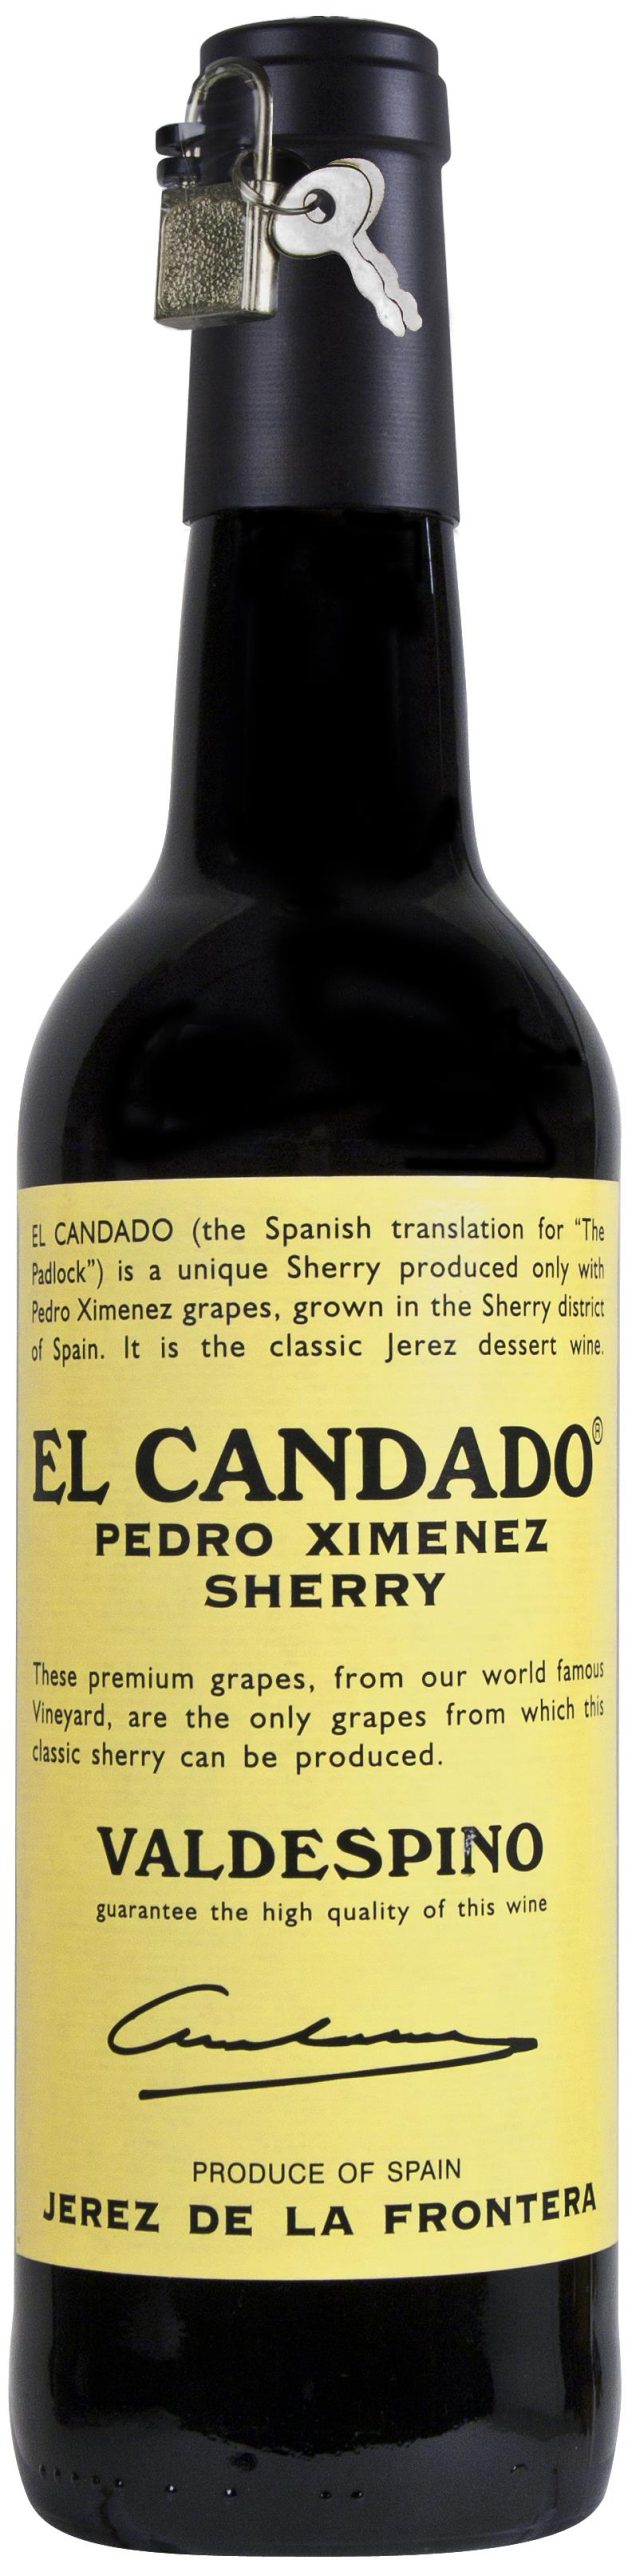 EL CANDADO (the Spanish translation for “The
Padlock”) is a unique Sherry produced only with
Pedro Ximenez grapes, grown in the Sherry district
of Spain. It is the classic Jerez dessert wine.
EL CANDADO®
PEDRO XIMENEZ
SHERRY
These premium grapes, from our world famous
Vineyard, are the only grapes from which this
classic sherry can be produced.
VALDESPINO
guarantee the high quality of this wine
PRODUCE OF SPAIN
JEREZ DE LA FRONTERA